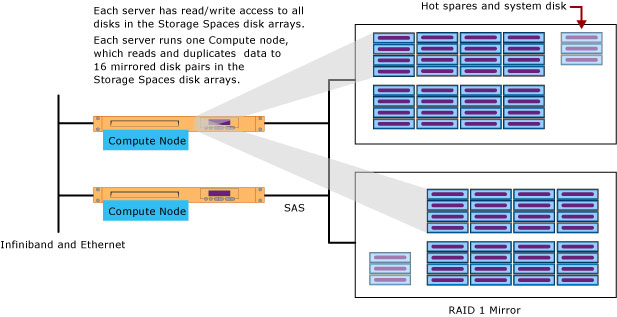 Each server has read/write access to all
disks in the Storage Spaces disk arrays.
Each server runs one Compute node,
which reads and duplicates data to
16 mirrored disk pairs in the
Storage Spaces disk arrays.
Hot spares and system disk
Compute Node
Compute Node
SAS
Infiniband and Ethernet
RAID 1 Mirror